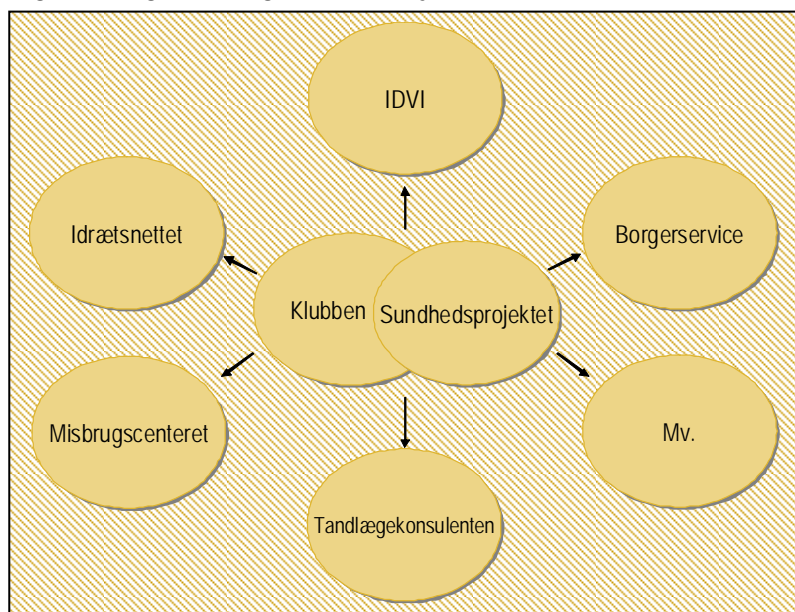 IDVI
Idrætsnettet
Borgerservice
Klubben
Sundhedsprojektet
Misbrugscenteret
Mv.
Tandlægekonsulenten